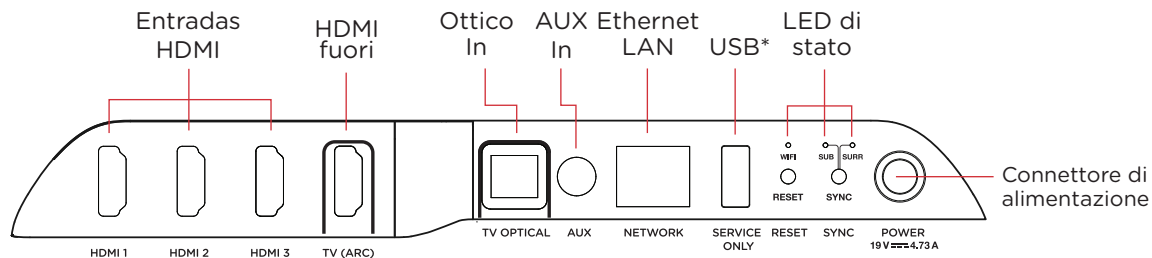 Entradas
HDMI
HDMI
fuori
Ottico
In
AUX
In
Ethernet
LAN
USB*
LED di
stato
WIFI
SUB
SURR
RESET
SYNC
Connettore di
alimentazione
HDMI 1
HDMI 2
HDMI 3
TV (ARC)
TV OPTICAL
AUX
NETWORK
SERVICE
ONLY
RESET
SYNC
POWER
19 V 4.73 A